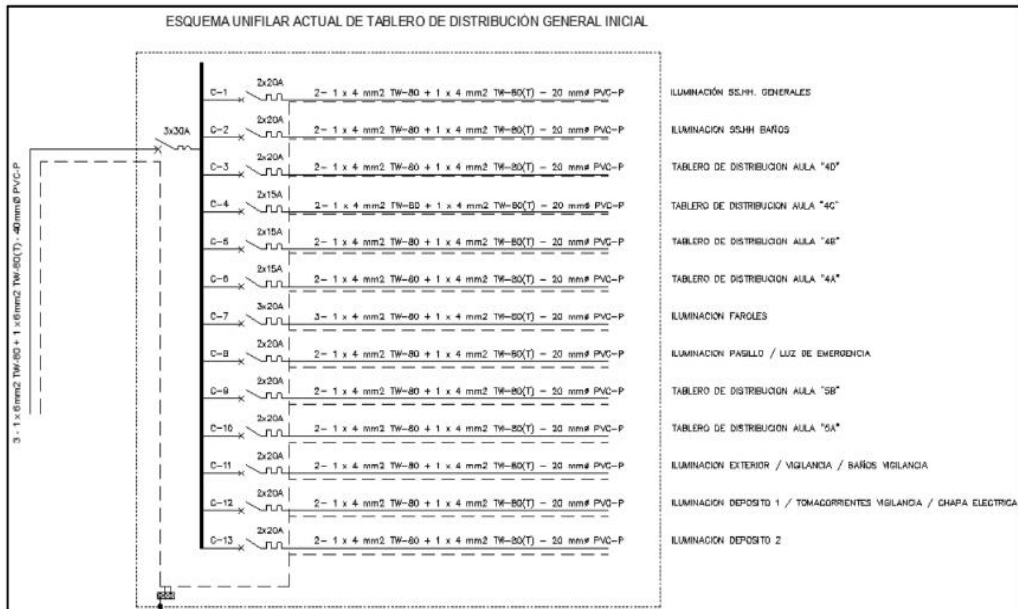 ESQUEMA UNIFILAR ACTUAL DE TABLERO DE DISTRIBUCIÓN GENERAL INICIAL
3 - 1 x 6mm2 TW-80 + 1 x 6mm2 TW-80(T) - 40mmØ PVC-P
3x30A
C-1 2x20A 2- 1 x 4 mm2 TW-80 + 1 x 4 mm2 TW-80(T) - 20 mmø PVC-P ILUMINACIÓN SS.HH. GENERALES
C-2 2x20A 2- 1 x 4 mm2 TW-80 + 1 x 4 mm2 TW-80(T) - 20 mmø PVC-P ILUMINACION SS.HH BAÑOS
C-3 2x20A 2- 1 x 4 mm2 TW-80 + 1 x 4 mm2 TW-80(T) - 20 mmø PVC-P TABLERO DE DISTRIBUCION AULA "4D"
C-4 2x15A 2- 1 x 4 mm2 TW-80 + 1 x 4 mm2 TW-80(T) - 20 mmø PVC-P TABLERO DE DISTRIBUCION AULA "4C"
C-5 2x15A 2- 1 x 4 mm2 TW-80 + 1 x 4 mm2 TW-80(T) - 20 mmø PVC-P TABLERO DE DISTRIBUCION AULA "4B"
C-6 2x15A 2- 1 x 4 mm2 TW-80 + 1 x 4 mm2 TW-80(T) - 20 mmø PVC-P TABLERO DE DISTRIBUCION AULA "4A"
C-7 3x20A 3- 1 x 4 mm2 TW-80 + 1 x 4 mm2 TW-80(T) - 20 mmø PVC-P ILUMINACION FAROLES
C-8 2x20A 2- 1 x 4 mm2 TW-80 + 1 x 4 mm2 TW-80(T) - 20 mmø PVC-P ILUMINACION PASILLO / LUZ DE EMERGENCIA
C-9 2x20A 2- 1 x 4 mm2 TW-80 + 1 x 4 mm2 TW-80(T) - 20 mmø PVC-P TABLERO DE DISTRIBUCION AULA "5B"
C-10 2x20A 2- 1 x 4 mm2 TW-80 + 1 x 4 mm2 TW-80(T) - 20 mmø PVC-P TABLERO DE DISTRIBUCION AULA "5A"
C-11 2x20A 2- 1 x 4 mm2 TW-80 + 1 x 4 mm2 TW-80(T) - 20 mmø PVC-P ILUMINACION EXTERIOR / VIGILANCIA / BAÑOS VIGILANCIA
C-12 2x20A 2- 1 x 4 mm2 TW-80 + 1 x 4 mm2 TW-80(T) - 20 mmø PVC-P ILUMINACION DEPOSITO 1 / TOMACORRIENTES VIGILANCIA / CHAPA ELECTRICA
C-13 2x20A 2- 1 x 4 mm2 TW-80 + 1 x 4 mm2 TW-80(T) - 20 mmø PVC-P ILUMINACION DEPOSITO 2